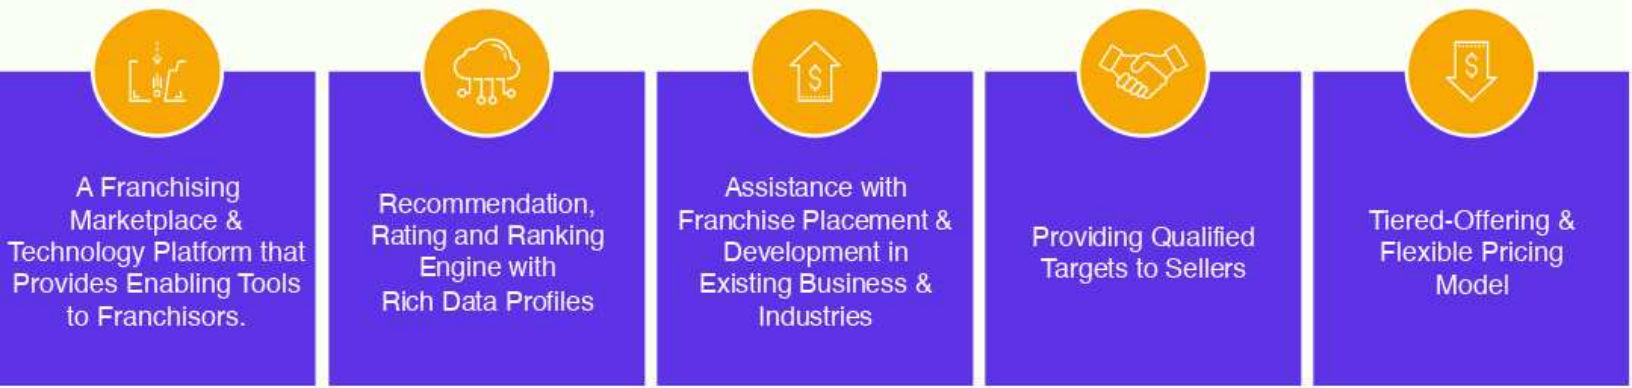 A Franchising
Marketplace &
Technology Platform that
Provides Enabling Tools
to Franchisors.
Recommendation,
Rating and Ranking
Engine with
Rich Data Profiles
Assistance with
Franchise Placement &
Development in
Existing Business &
Industries
Providing Qualified
Targets to Sellers
Tiered-Offering &
Flexible Pricing
Model